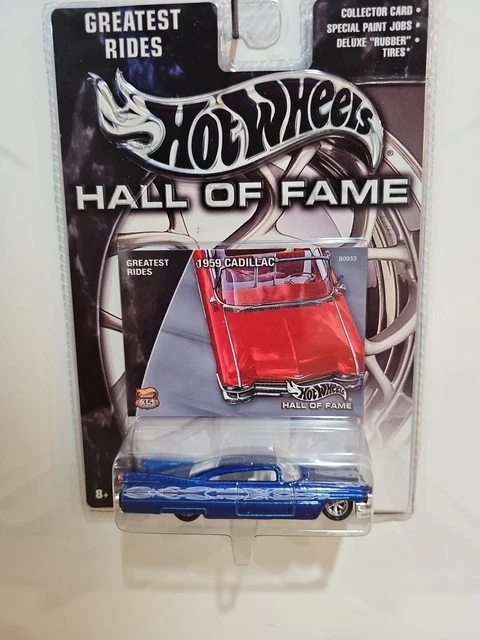 GREATEST
RIDES
COLLECTOR CARD •
SPECIAL PAINT JOBS •
DELUXE "RUBBER" •
TIRES*
HOT WHEELS
®
HALL OF FAME
GREATEST
RIDES
1959 CADILLAC®
B0933
35
HOT WHEELS
HALL OF FAME
8+